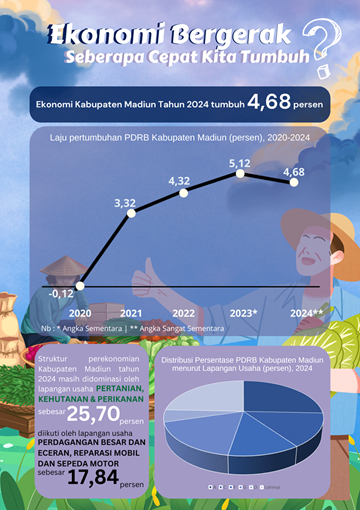 Ekonomi Bergerak
Seberapa Cepat Kita Tumbuh
?
Ekonomi Kabupaten Madiun Tahun 2024 tumbuh 4,68 persen
Laju pertumbuhan PDRB Kabupaten Madiun (persen), 2020-2024
5,12
4,68
4,32
3,32
-0,12
2020 2021 2022 2023* 2024**
Nb : * Angka Sementara | ** Angka Sangat Sementara
Struktur perekonomian
Kabupaten Madiun tahun
2024 masih didominasi oleh
lapangan usaha PERTANIAN,
KEHUTANAN & PERIKANAN
sebesar 25,70 persen
diikuti oleh lapangan usaha
PERDAGANGAN BESAR DAN
ECERAN, REPARASI MOBIL
DAN SEPEDA MOTOR
sebesar 17,84 persen
Distribusi Persentase PDRB Kabupaten Madiun
menurut Lapangan Usaha (persen), 2024